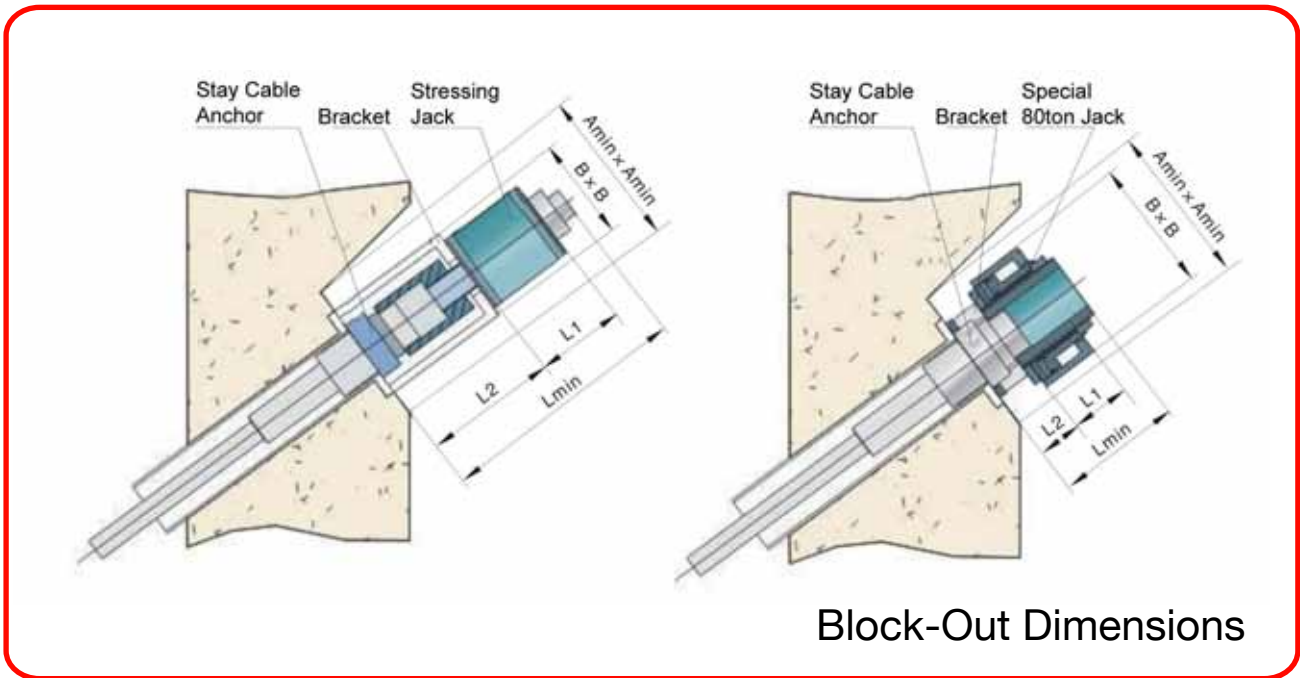 Stay Cable
Anchor
Bracket
Stressing
Jack
Amin x Amin
B x B
L1
L2
Lmin
Stay Cable
Anchor
Bracket
Special
80ton Jack
Amin x Amin
B x B
L1
L2
Lmin
Block-Out Dimensions